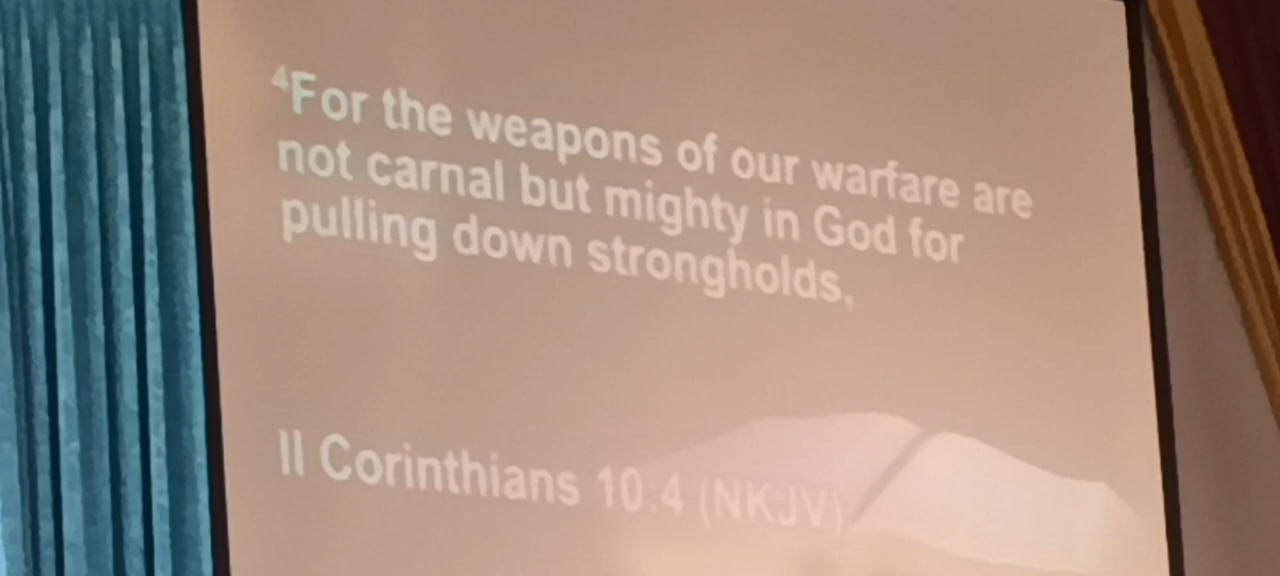 ⁴For the weapons of our warfare are
not carnal but mighty in God for
pulling down strongholds,
II Corinthians 10:4 (NKJV)